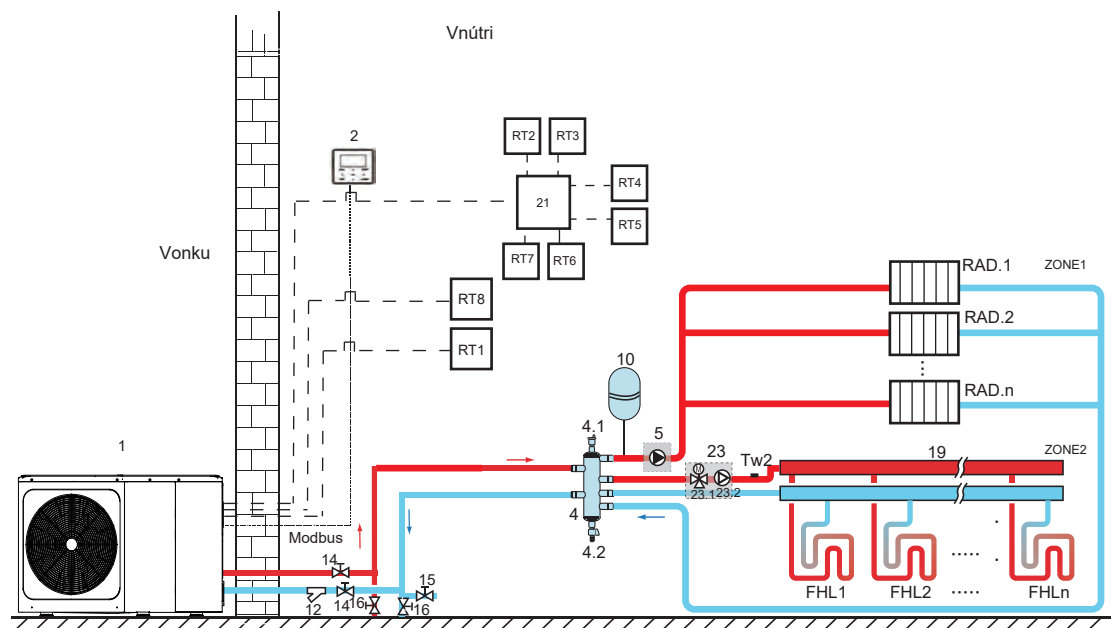 Vnútri
2
RT2
RT3
RT4
21
RT5
RT7
RT6
Vonku
RT8
RT1
RAD.1
ZONE1
RAD.2
RAD.n
10
4.1
5
23
Tw2
19
ZONE2
23.1
23.2
4
4.2
1
Modbus
14
12
14
16
16
15
FHL1
FHL2
FHLn